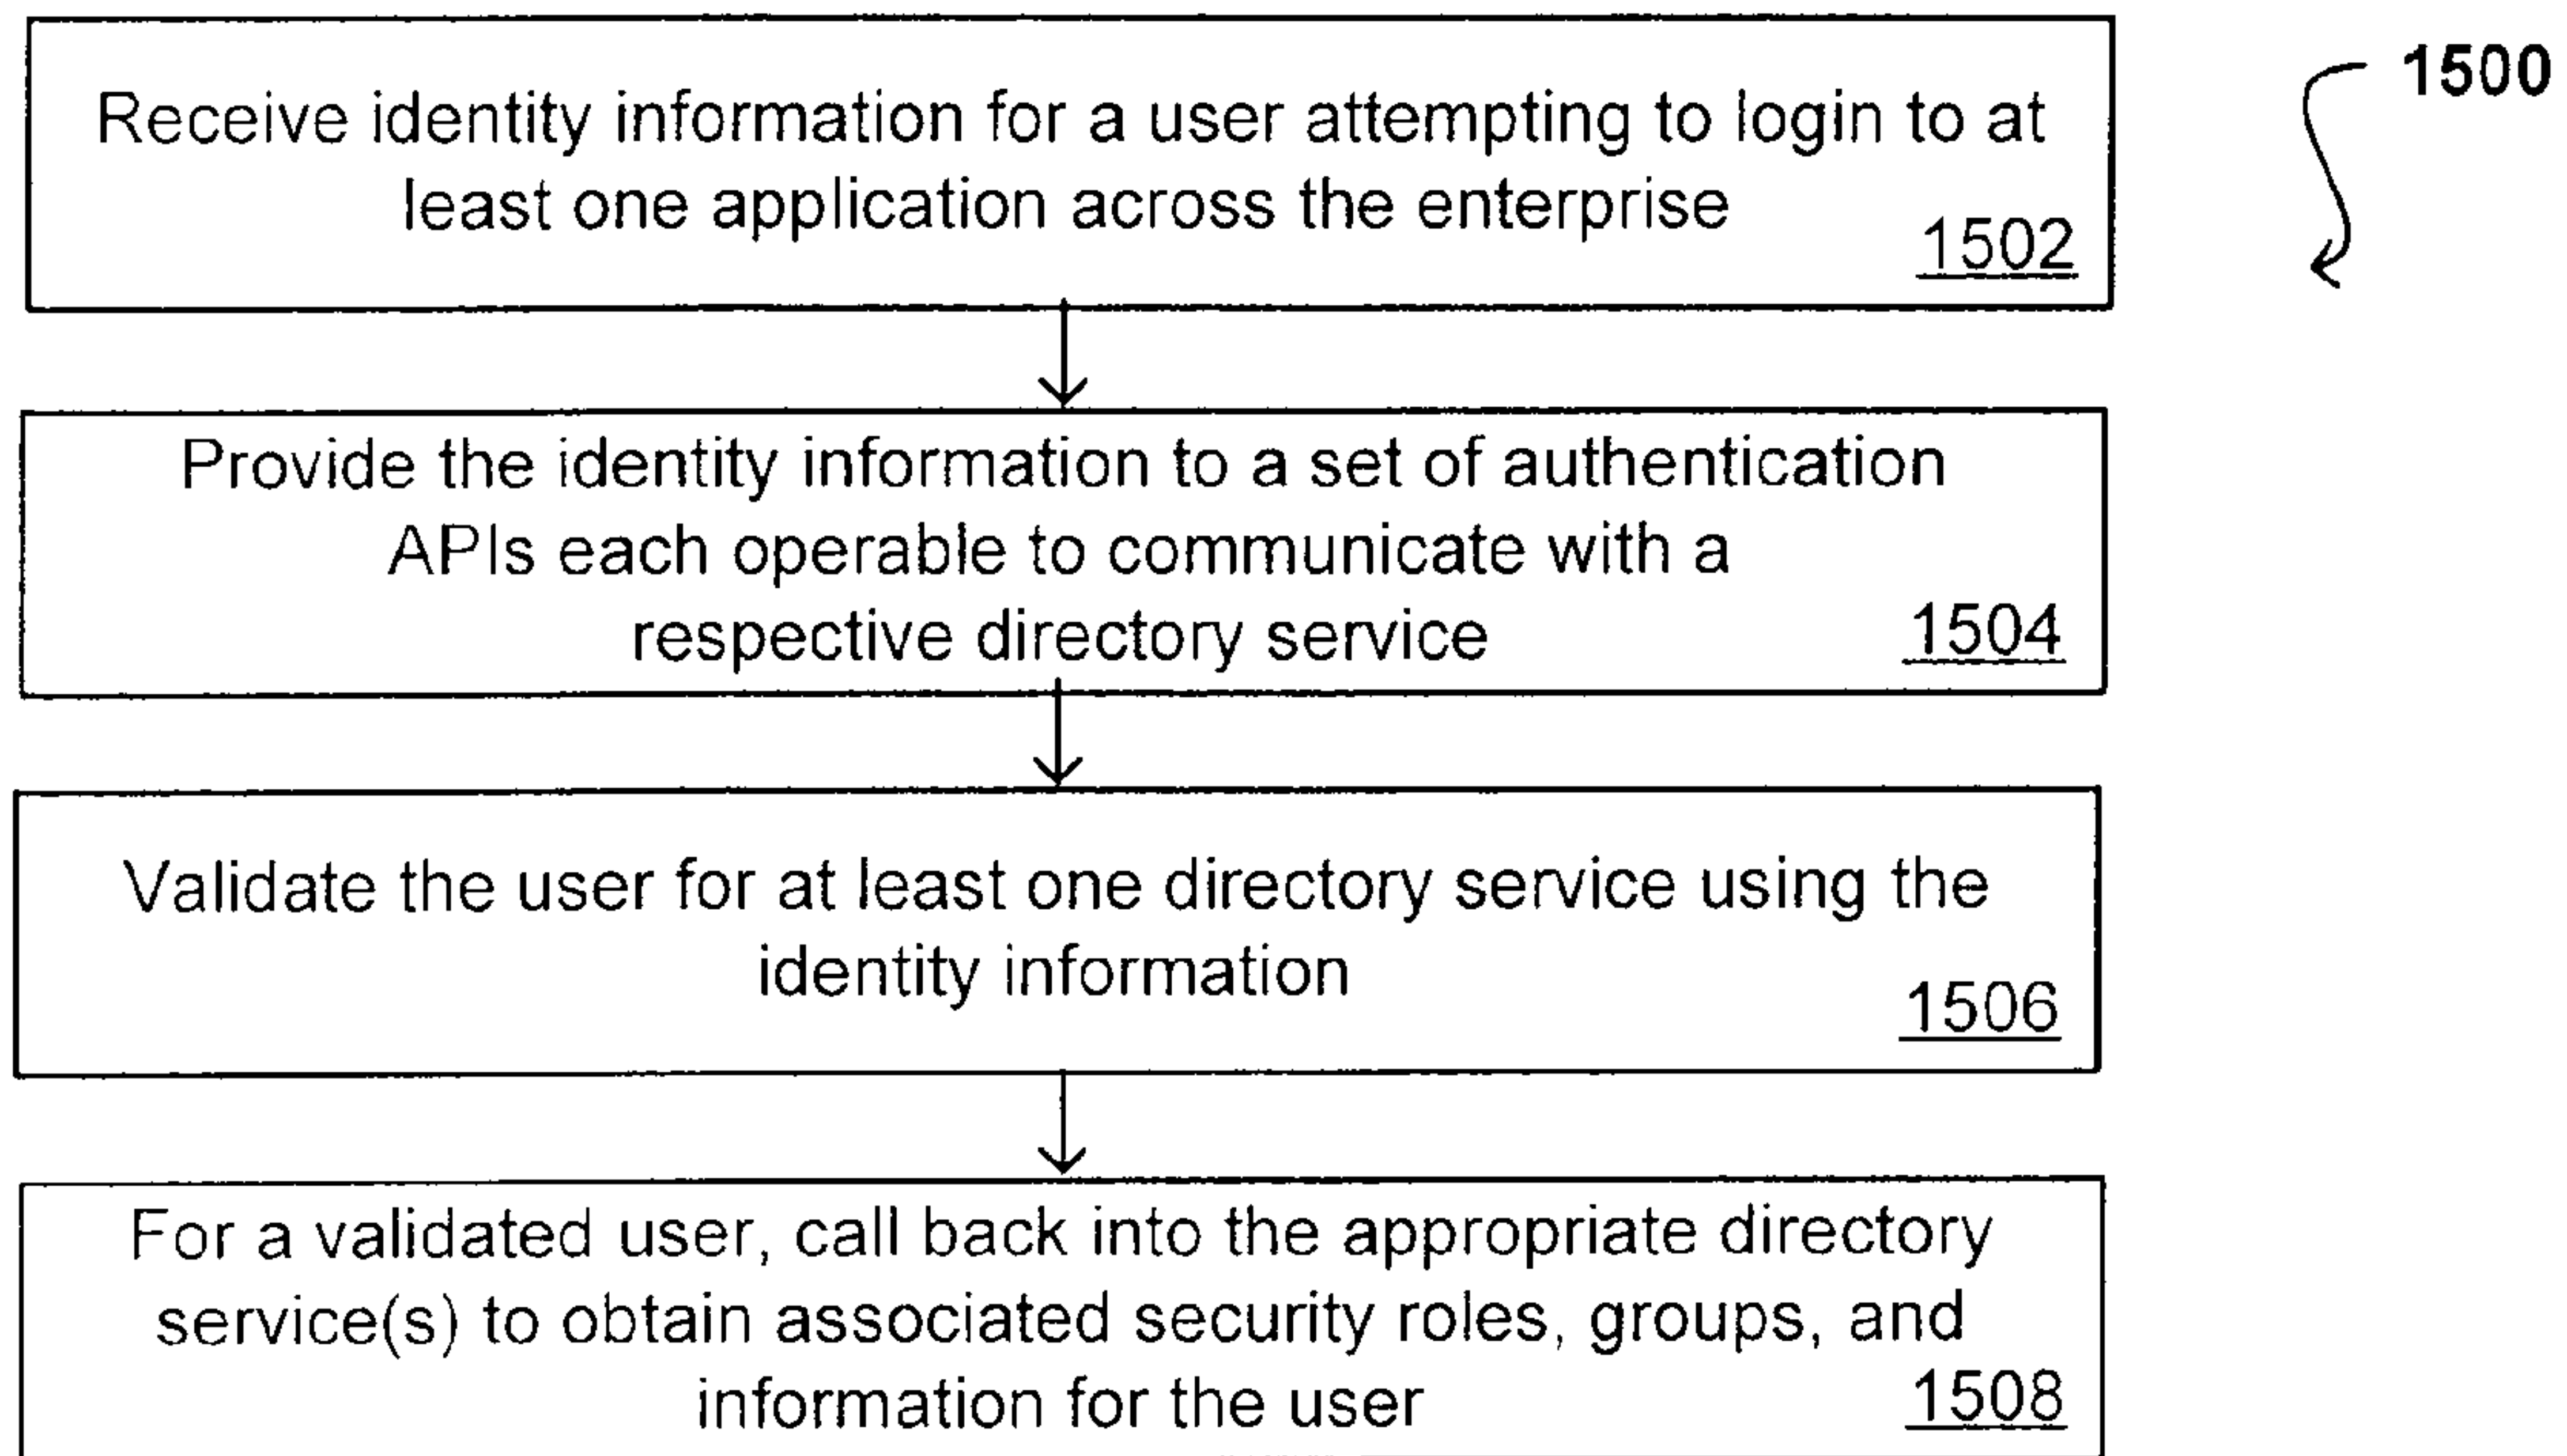 1500
Receive identity information for a user attempting to login to at
least one application across the enterprise
1502
Provide the identity information to a set of authentication
APIs each operable to communicate with a
respective directory service
1504
Validate the user for at least one directory service using the
identity information
1506
For a validated user, call back into the appropriate directory
service(s) to obtain associated security roles, groups, and
information for the user
1508